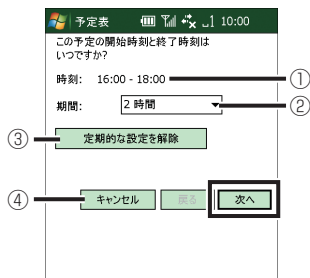 予定表 10:00
この予定の開始時刻と終了時刻は
いつですか?
時刻: 16:00 - 18:00 ①
期間: 2 時間 ②
③ 定期的な設定を解除
④ キャンセル 戻る 次へ